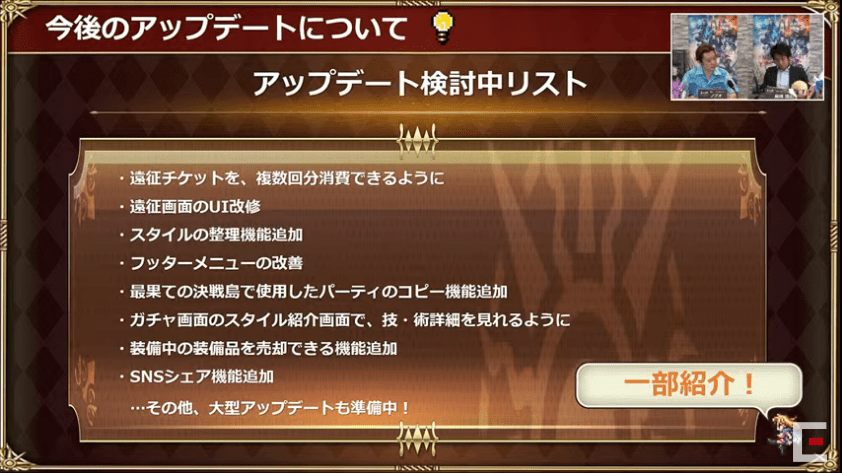 今後のアップデートについて
アップデート検討中リスト
・遠征チケットを、複数回分消費できるように
・遠征画面のUI改修
・スタイルの整理機能追加
・フッターメニューの改善
・最果ての決戦島で使用したパーティのコピー機能追加
・ガチャ画面のスタイル紹介画面で、技・術詳細を見れるように
・装備中の装備品を売却できる機能追加
・SNSシェア機能追加
…その他、大型アップデートも準備中！
一部紹介！